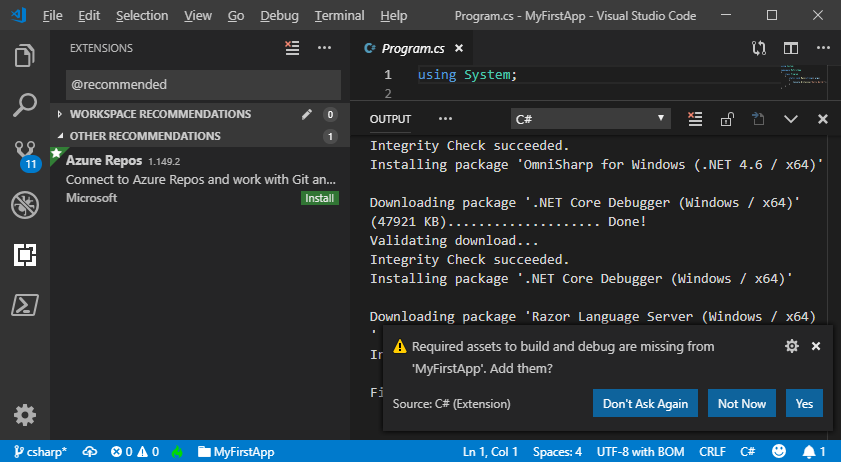 File Edit Selection View Go Debug Terminal Help Program.cs - MyFirstApp - Visual Studio Code
EXTENSIONS
@recommended
WORKSPACE RECOMMENDATIONS 0
OTHER RECOMMENDATIONS 1
Azure Repos 1.149.2
Connect to Azure Repos and work with Git an...
Microsoft Install
11
C# Program.cs
1 using System;
2
OUTPUT C#
Integrity Check succeeded.
Installing package 'OmniSharp for Windows (.NET 4.6 / x64)'
Downloading package '.NET Core Debugger (Windows / x64)'
(47921 KB).................... Done!
Validating download...
Integrity Check succeeded.
Installing package '.NET Core Debugger (Windows / x64)'
Downloading package 'Razor Language Server (Windows / x64)
'
Required assets to build and debug are missing from
'MyFirstApp'. Add them?
Source: C# (Extension) Don't Ask Again Not Now Yes
csharp* 0 0 MyFirstApp Ln 1, Col 1 Spaces: 4 UTF-8 with BOM CRLF C# 1